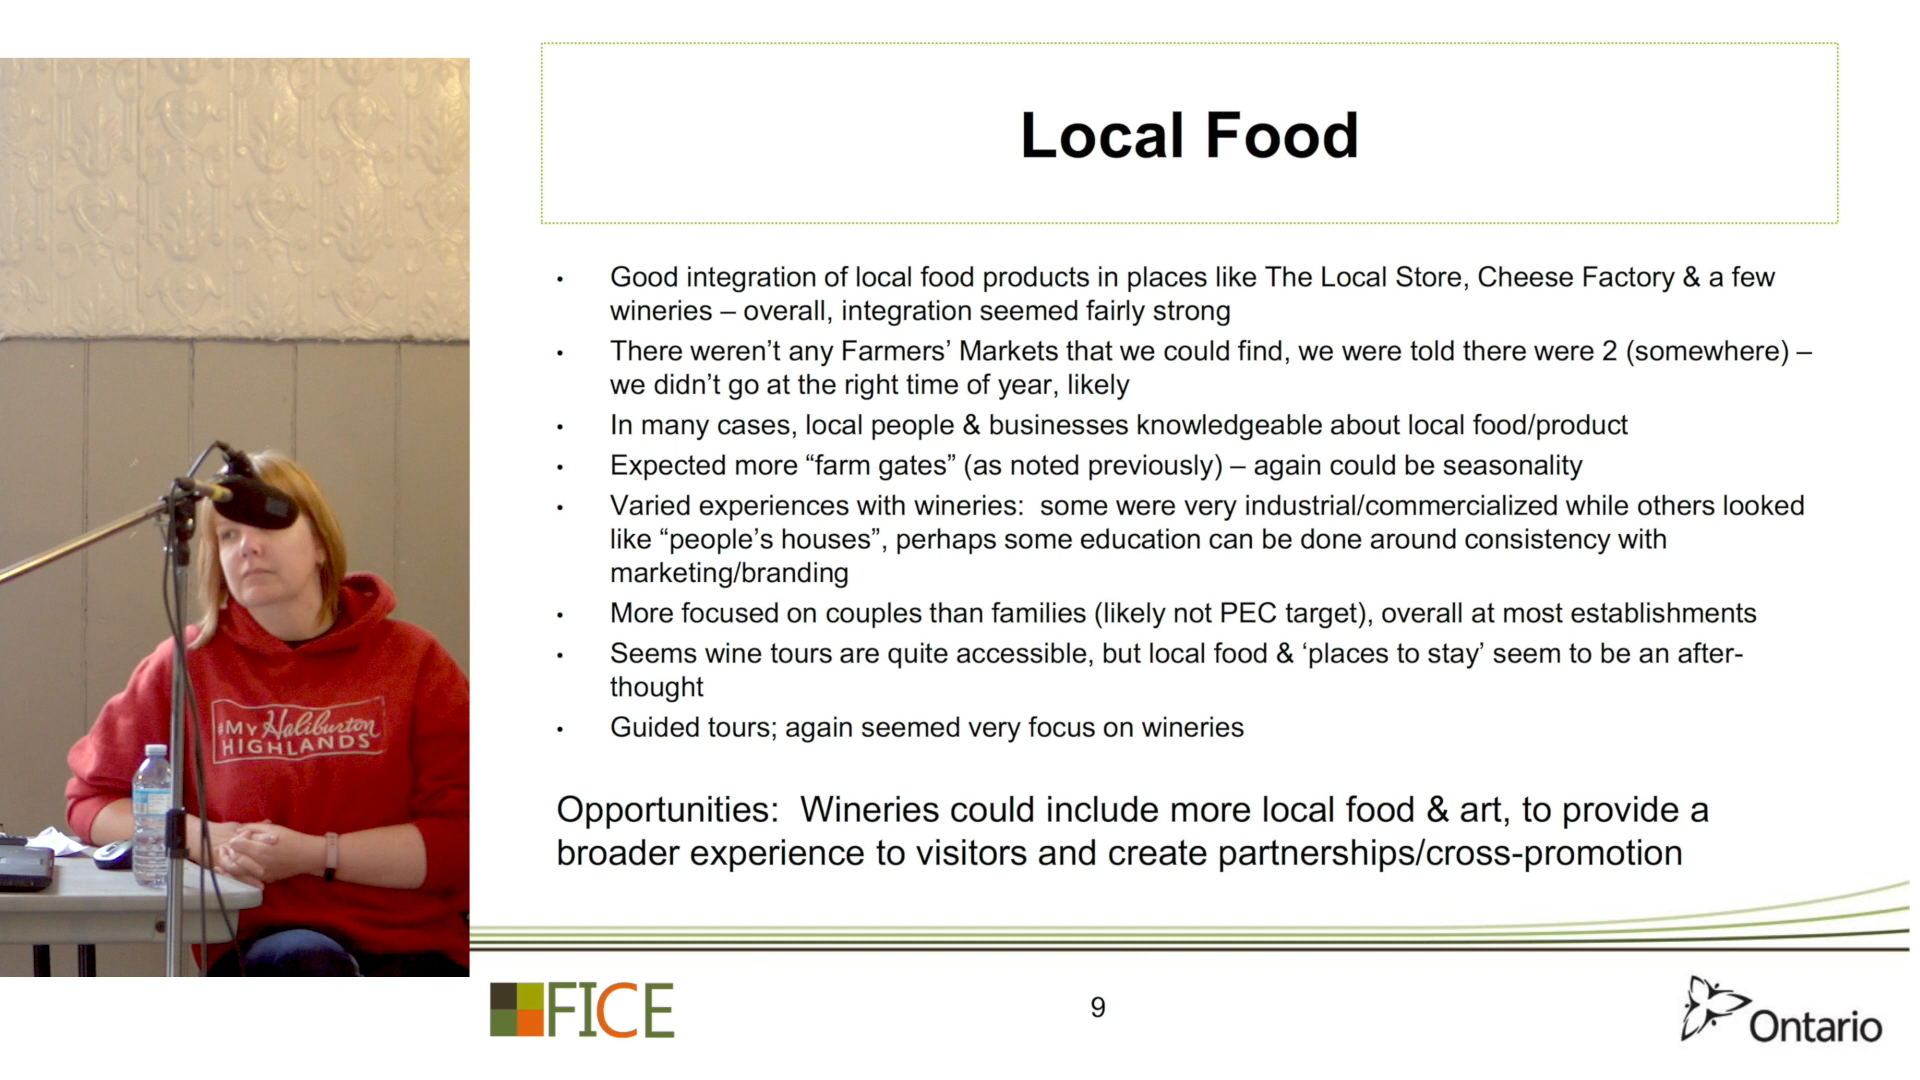 Local Food
• Good integration of local food products in places like The Local Store, Cheese Factory & a few
wineries – overall, integration seemed fairly strong
• There weren’t any Farmers’ Markets that we could find, we were told there were 2 (somewhere) –
we didn’t go at the right time of year, likely
• In many cases, local people & businesses knowledgeable about local food/product
• Expected more “farm gates” (as noted previously) – again could be seasonality
• Varied experiences with wineries:  some were very industrial/commercialized while others looked
like “people’s houses”, perhaps some education can be done around consistency with
marketing/branding
• More focused on couples than families (likely not PEC target), overall at most establishments
• Seems wine tours are quite accessible, but local food & ‘places to stay’ seem to be an after-
thought
• Guided tours; again seemed very focus on wineries
Opportunities:  Wineries could include more local food & art, to provide a
broader experience to visitors and create partnerships/cross-promotion
#MY Haliburton
HIGHLANDS
FICE
9
Ontario